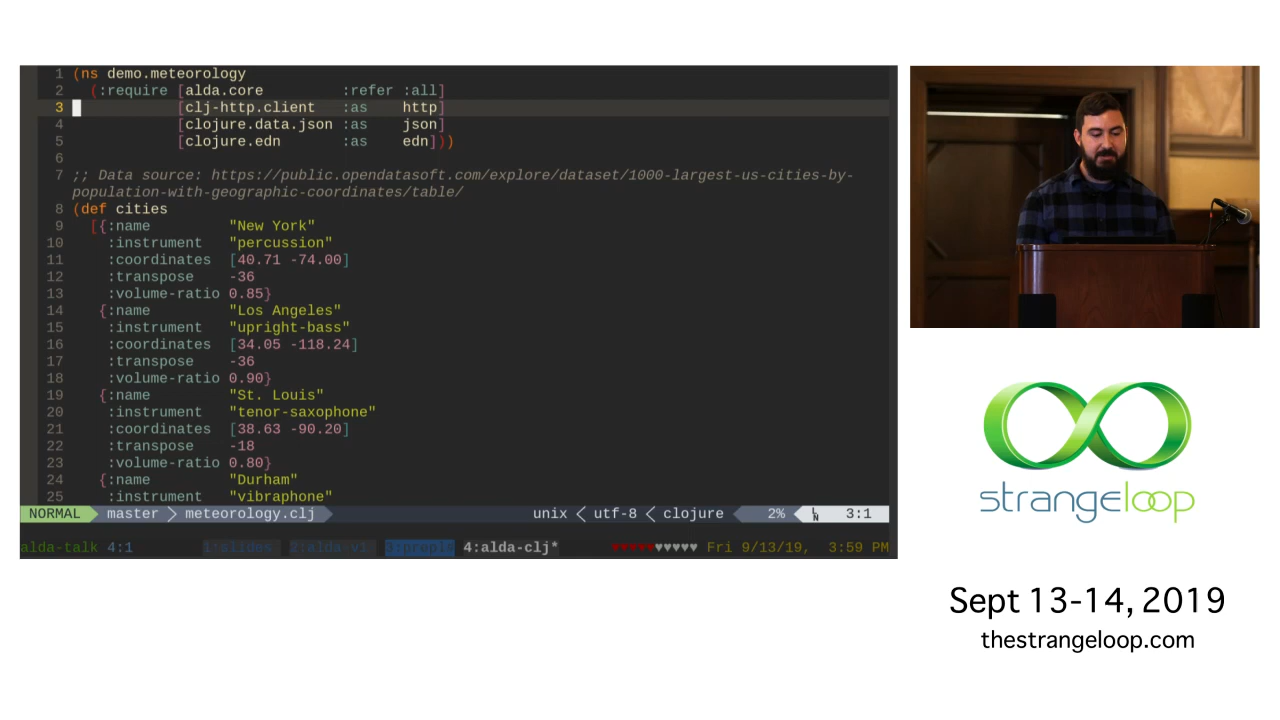 1 (ns demo.meteorology
2 (:require [alda.core :refer :all]
3 [clj-http.client :as http]
4 [clojure.data.json :as json]
5 [clojure.edn :as edn]))
6
7 ;; Data source: https://public.opendatasoft.com/explore/dataset/1000-largest-us-cities-by-
population-with-geographic-coordinates/table/
8 (def cities
9 [{:name "New York"
10 :instrument "percussion"
11 :coordinates [40.71 -74.00]
12 :transpose -36
13 :volume-ratio 0.85}
14 {:name "Los Angeles"
15 :instrument "upright-bass"
16 :coordinates [34.05 -118.24]
17 :transpose -36
18 :volume-ratio 0.90}
19 {:name "St. Louis"
20 :instrument "tenor-saxophone"
21 :coordinates [38.63 -90.20]
22 :transpose -18
23 :volume-ratio 0.80}
24 {:name "Durham"
25 :instrument "vibraphone"
NORMAL master meteorology.clj unix utf-8 clojure 2% LN 3:1
alda-talk 4:1 1:slides 2:alda-v1 4:alda-clj* ♥♥♥♥♥♥♥♥♥♥ Fri 9/13/19, 3:59 PM
strangeloop
Sept 13-14, 2019
thestrangeloop.com